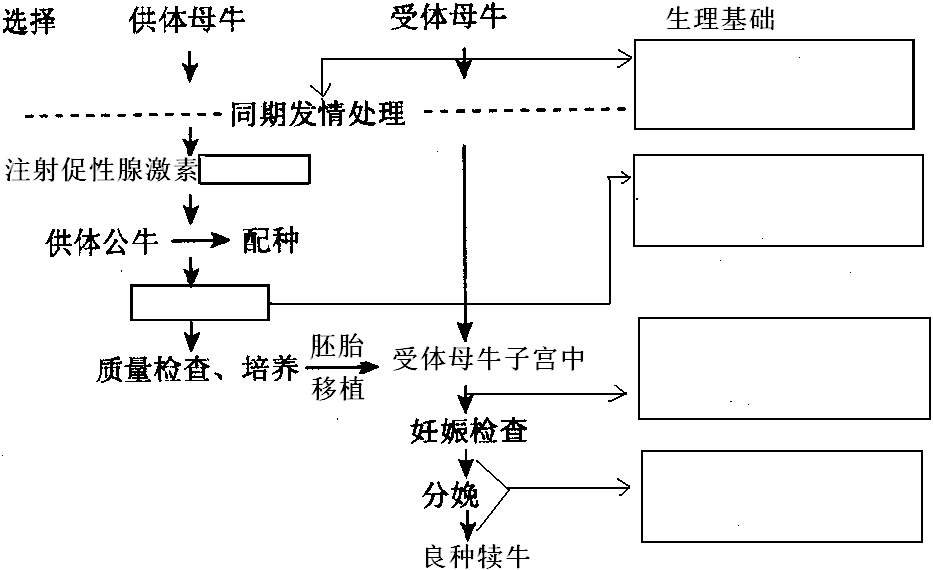 选择 供体母牛 受体母牛 生理基础
同期发情处理
注射促性腺激素
供体公牛 配种
质量检查、培养 胚胎 移植 受体母牛子宫中
妊娠检查
分娩
良种犊牛